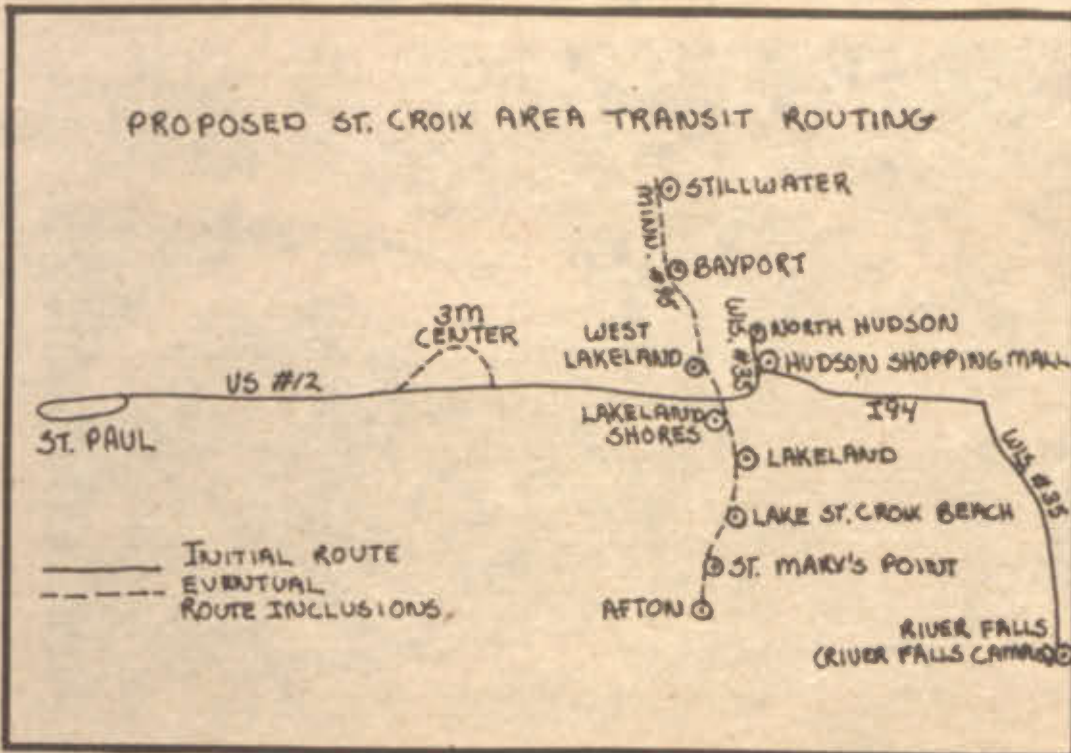 PROPOSED ST. CROIX AREA TRANSIT ROUTING
STILLWATER
MINN. #95
BAYPORT
3M
CENTER
WEST
LAKELAND
WIS. #35
NORTH HUDSON
HUDSON SHOPPING MALL
US #12
I94
ST. PAUL
LAKELAND
SHORES
LAKELAND
WIS #35
LAKE ST. CROIX BEACH
INITIAL ROUTE
EVENTUAL
ROUTE INCLUSIONS.
ST. MARY'S POINT
AFTON
RIVER FALLS
(RIVER FALLS CAMPUS)